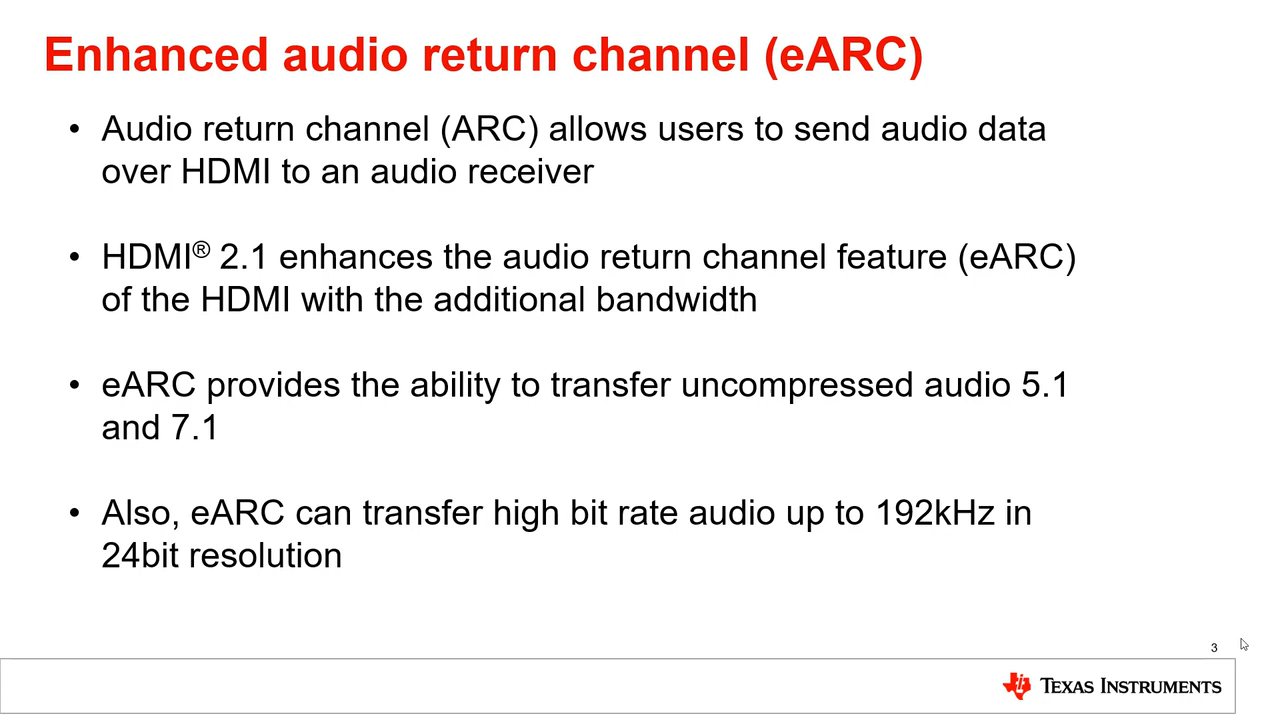 Enhanced audio return channel (eARC)
• Audio return channel (ARC) allows users to send audio data
over HDMI to an audio receiver
• HDMI® 2.1 enhances the audio return channel feature (eARC)
of the HDMI with the additional bandwidth
• eARC provides the ability to transfer uncompressed audio 5.1
and 7.1
• Also, eARC can transfer high bit rate audio up to 192kHz in
24bit resolution
3
TEXAS INSTRUMENTS